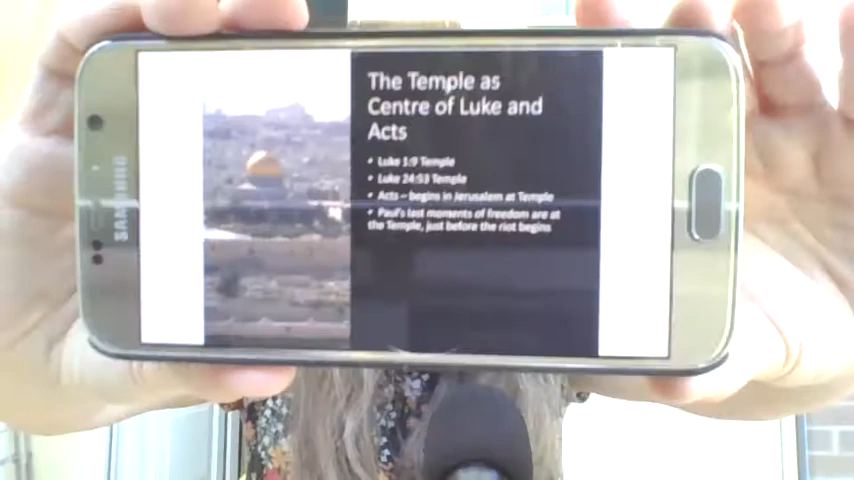 SAMSUNG
The Temple as
Centre of Luke and
Acts
• Luke 1:9 Temple
• Luke 24:53 Temple
• Acts – begins in Jerusalem at Temple
• Paul's last moments of freedom are at
the Temple, just before the riot begins